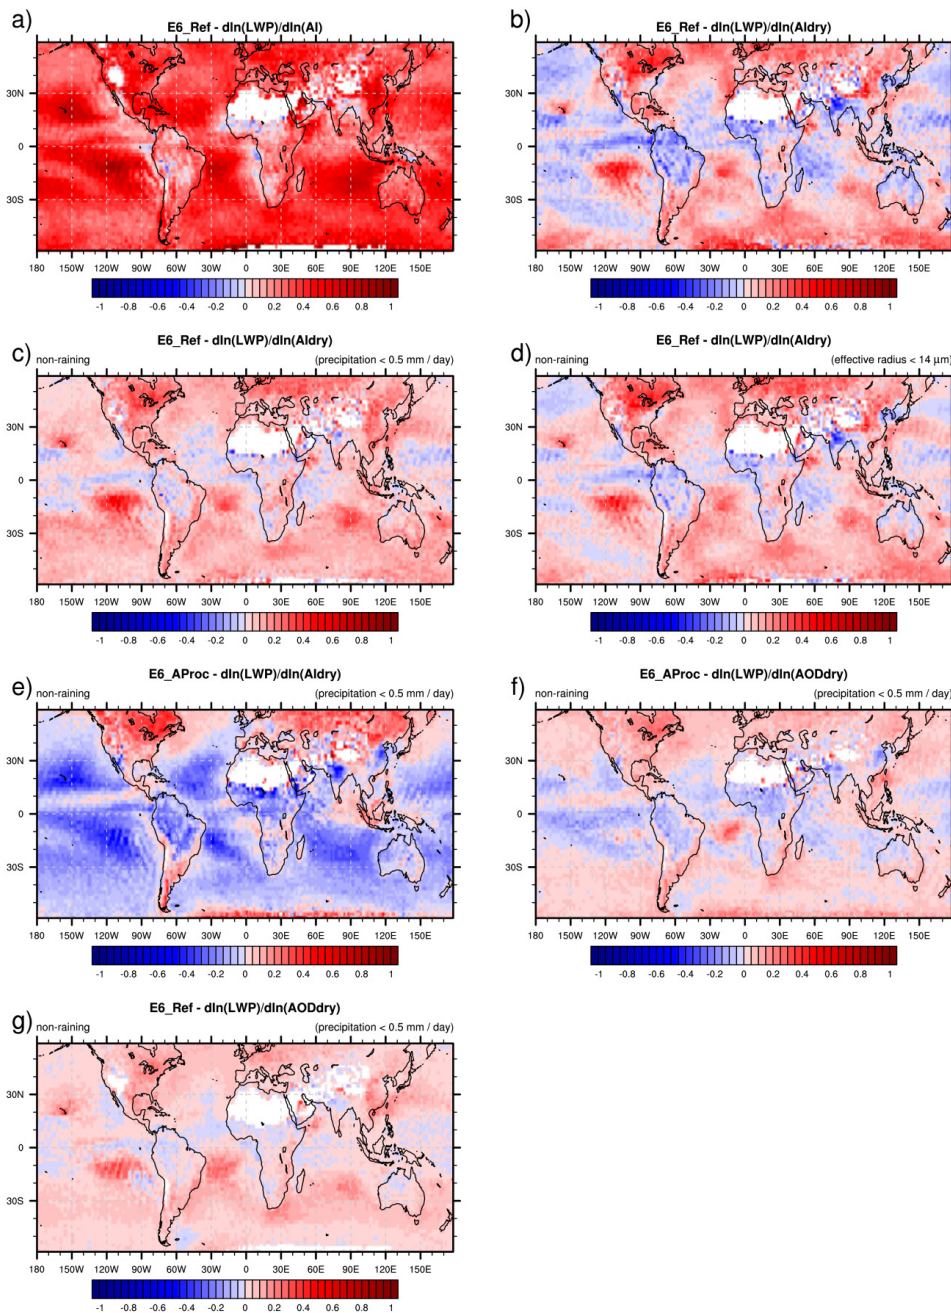 a)
E6_Ref - dln(LWP)/dln(AI)
30N
0
30S
180 150W 120W 90W 60W 30W 0 30E 60E 90E 120E 150E
-1 -0.8 -0.6 -0.4 -0.2 0 0.2 0.4 0.6 0.8 1
b)
E6_Ref - dln(LWP)/dln(AIdry)
30N
0
30S
180 150W 120W 90W 60W 30W 0 30E 60E 90E 120E 150E
-1 -0.8 -0.6 -0.4 -0.2 0 0.2 0.4 0.6 0.8 1
c)
E6_Ref - dln(LWP)/dln(AIdry)
non-raining (precipitation < 0.5 mm / day)
30N
0
30S
180 150W 120W 90W 60W 30W 0 30E 60E 90E 120E 150E
-1 -0.8 -0.6 -0.4 -0.2 0 0.2 0.4 0.6 0.8 1
d)
E6_Ref - dln(LWP)/dln(AIdry)
non-raining (effective radius < 14 μm)
30N
0
30S
180 150W 120W 90W 60W 30W 0 30E 60E 90E 120E 150E
-1 -0.8 -0.6 -0.4 -0.2 0 0.2 0.4 0.6 0.8 1
e)
E6_AProc - dln(LWP)/dln(AIdry)
non-raining (precipitation < 0.5 mm / day)
30N
0
30S
180 150W 120W 90W 60W 30W 0 30E 60E 90E 120E 150E
-1 -0.8 -0.6 -0.4 -0.2 0 0.2 0.4 0.6 0.8 1
f)
E6_AProc - dln(LWP)/dln(AODdry)
non-raining (precipitation < 0.5 mm / day)
30N
0
30S
180 150W 120W 90W 60W 30W 0 30E 60E 90E 120E 150E
-1 -0.8 -0.6 -0.4 -0.2 0 0.2 0.4 0.6 0.8 1
g)
E6_Ref - dln(LWP)/dln(AODdry)
non-raining (precipitation < 0.5 mm / day)
30N
0
30S
180 150W 120W 90W 60W 30W 0 30E 60E 90E 120E 150E
-1 -0.8 -0.6 -0.4 -0.2 0 0.2 0.4 0.6 0.8 1